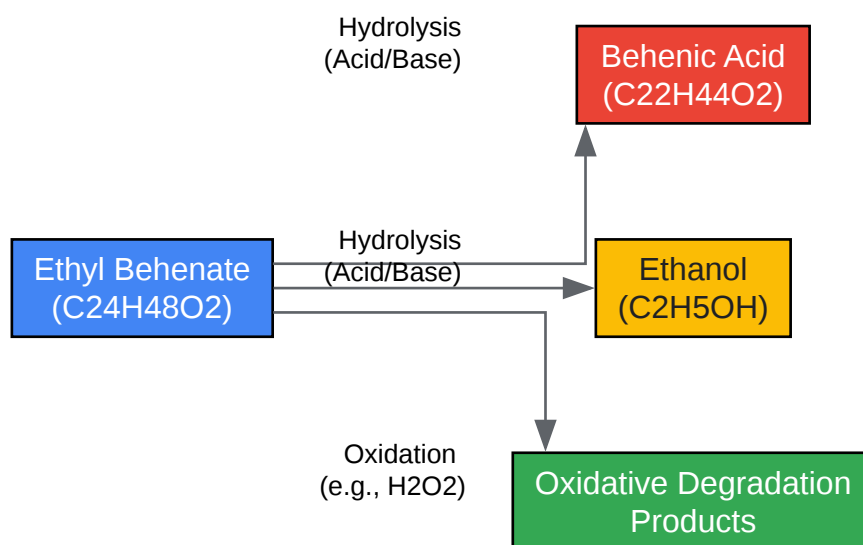 Hydrolysis
(Acid/Base)
Behenic Acid
(C22H44O2)
Ethyl Behenate
(C24H48O2)
Hydrolysis
(Acid/Base)
Ethanol
(C2H5OH)
Oxidation
(e.g., H2O2)
Oxidative Degradation
Products